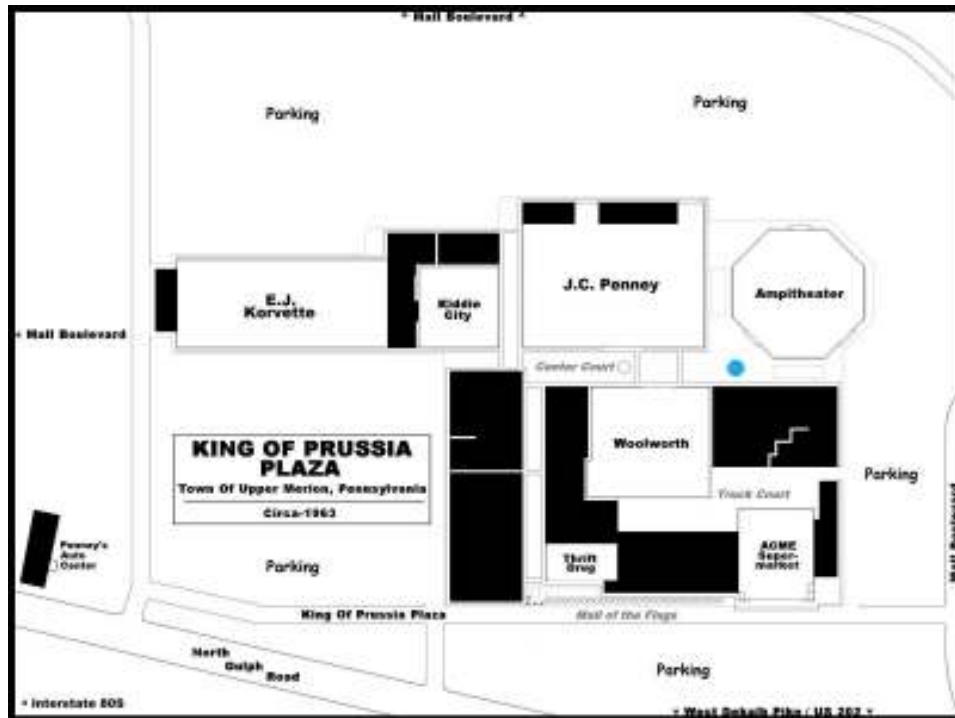 * Mall Boulevard ^
Parking
Parking
E.J.
Korvette
Kiddie
City
J.C. Penney
Ampitheater
* Mall Boulevard
Center Court
KING OF PRUSSIA
PLAZA
Town Of Upper Merion, Pennsylvania
Circa-1963
Woolworth
Parking
Truck Court
Mall Boulevard
Penney's
Auto
Center
Parking
Thrift
Drug
ACME
Super-
market
King Of Prussia Plaza
Mall of the Flags
North
Gulph
Road
Parking
* Interstate 80S
* West Dekalb Pike / US 202 *